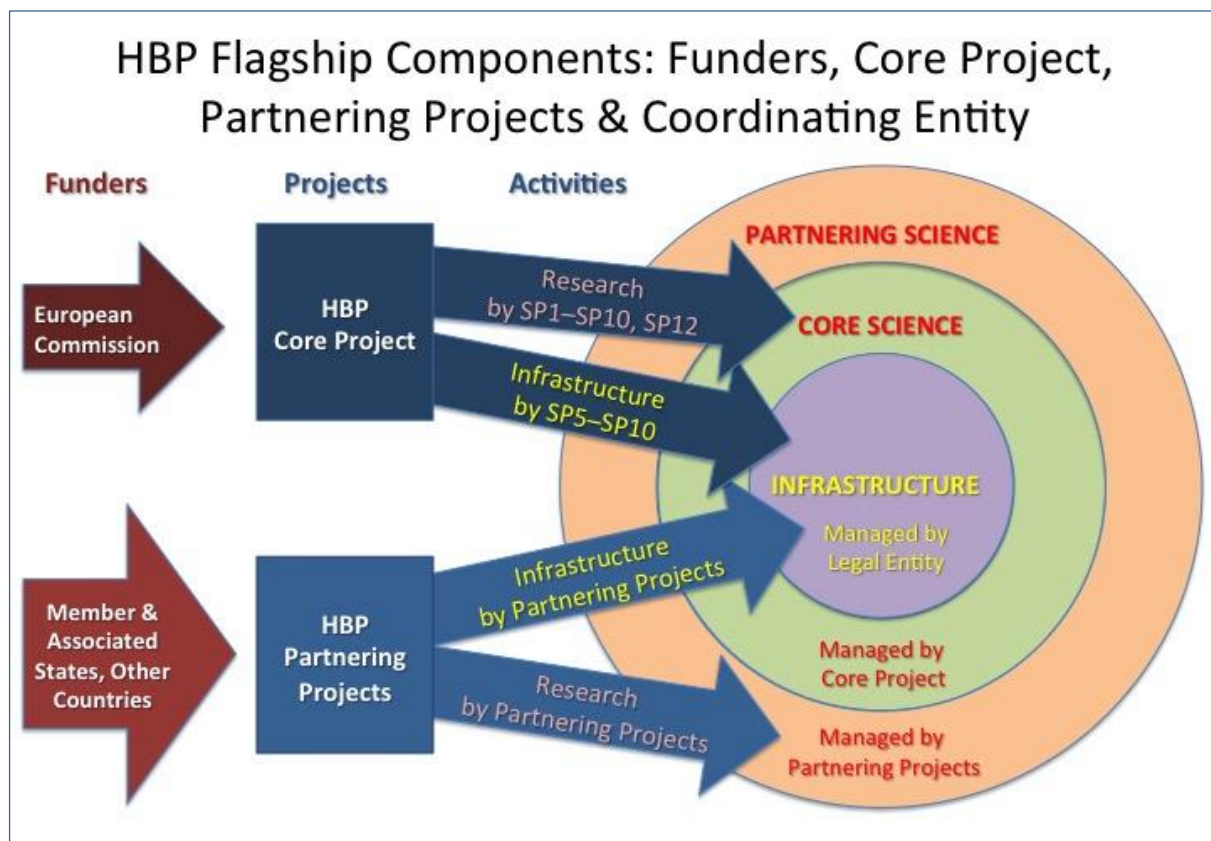 HBP Flagship Components: Funders, Core Project,
Partnering Projects & Coordinating Entity
Funders
Projects
Activities
European
Commission
HBP
Core Project
Research
by SP1–SP10, SP12
Infrastructure
by SP5–SP10
Member &
Associated
States, Other
Countries
HBP
Partnering
Projects
Infrastructure
by Partnering Projects
Research
by Partnering Projects
PARTNERING SCIENCE
CORE SCIENCE
INFRASTRUCTURE
Managed by
Legal Entity
Managed by
Core Project
Managed by
Partnering Projects